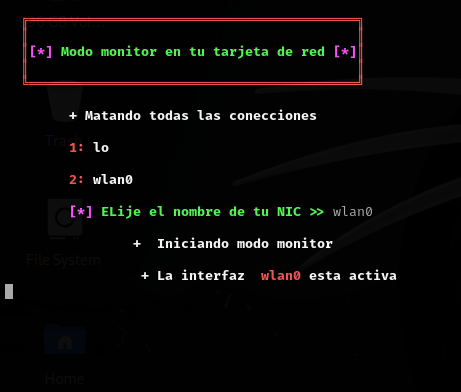 [*] Modo monitor en tu tarjeta de red [*]
+ Matando todas las conecciones
Trash
1: lo
2: wlan0
[*] ELije el nombre de tu NIC >> wlan0
+ Iniciando modo monitor
File System
+ La interfaz wlan0 esta activa
Home